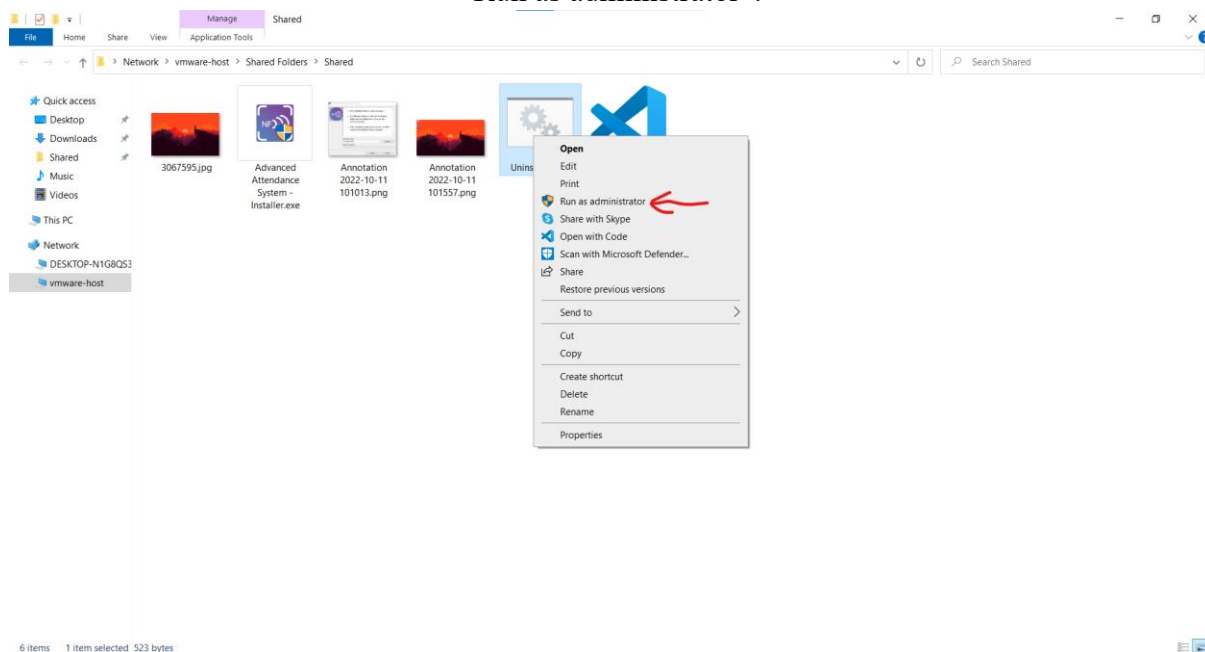 Manage
Shared
File
Home
Share
View
Application Tools
Network > vmware-host > Shared Folders > Shared
Search Shared
Quick access
Desktop
Downloads
Shared
Music
Videos
This PC
Network
DESKTOP-N1G8QS3
vmware-host
3067595.jpg
Advanced
Attendance
System -
Installer.exe
Annotation
2022-10-11
101013.png
Annotation
2022-10-11
101557.png
Unins
Open
Edit
Print
Run as administrator
Share with Skype
Open with Code
Scan with Microsoft Defender...
Share
Restore previous versions
Send to
Cut
Copy
Create shortcut
Delete
Rename
Properties
6 items
1 item selected 523 bytes